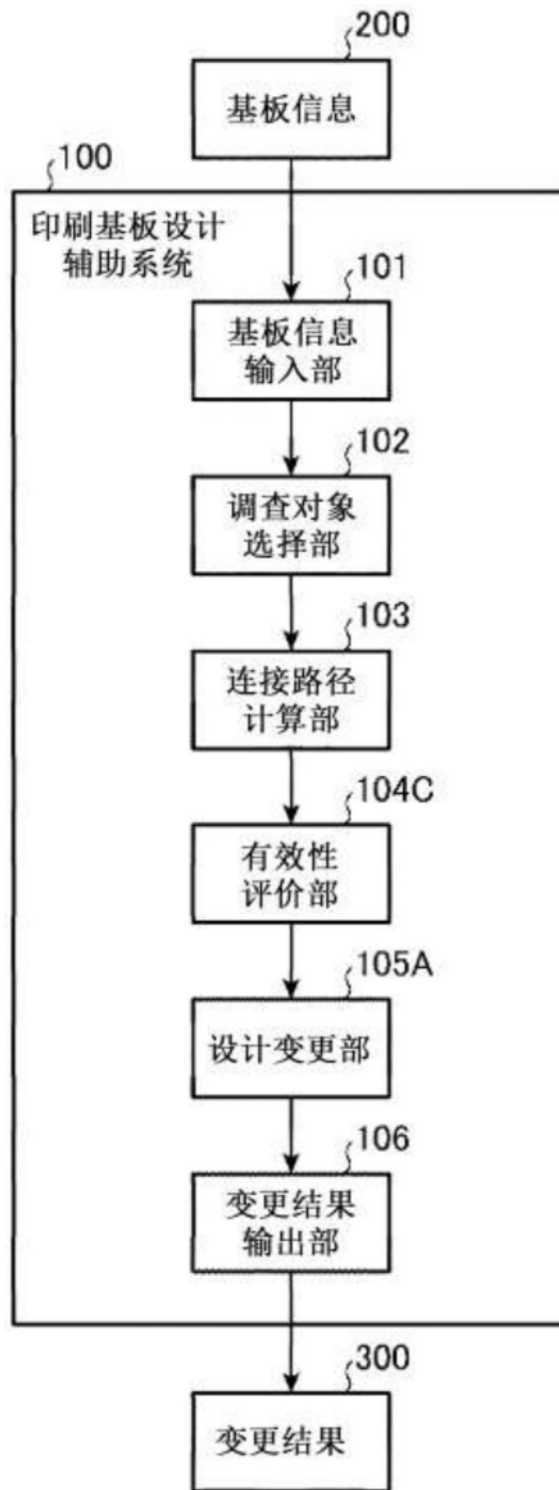 200
基板信息
100
印刷基板设计
辅助系统
101
基板信息
输入部
102
调查对象
选择部
103
连接路径
计算部
104C
有效性
评价部
105A
设计变更部
106
变更结果
输出部
300
变更结果